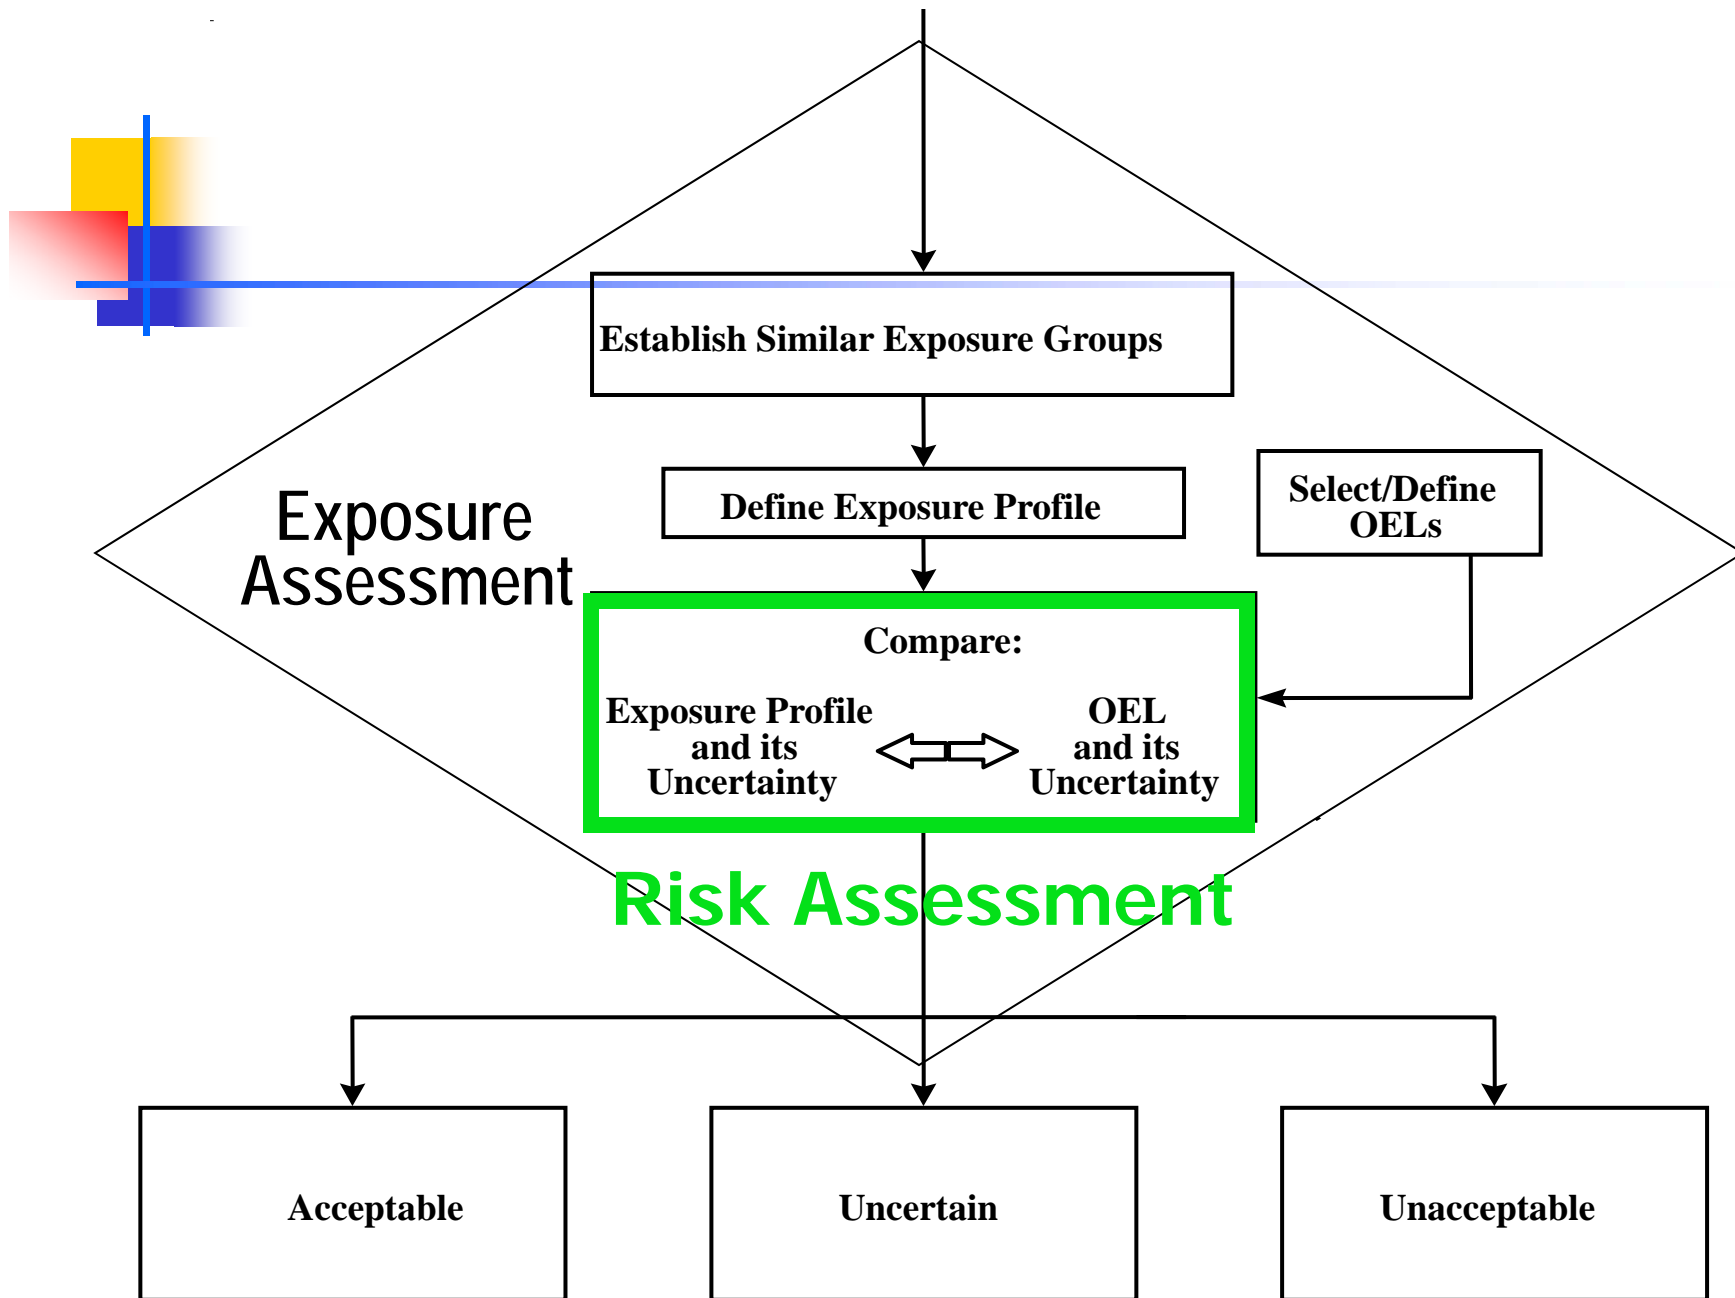 Establish Similar Exposure Groups
Define Exposure Profile
Select/Define
OELs
Exposure
Assessment
Compare:
Exposure Profile
and its
Uncertainty
OEL
and its
Uncertainty
Risk Assessment
Acceptable
Uncertain
Unacceptable